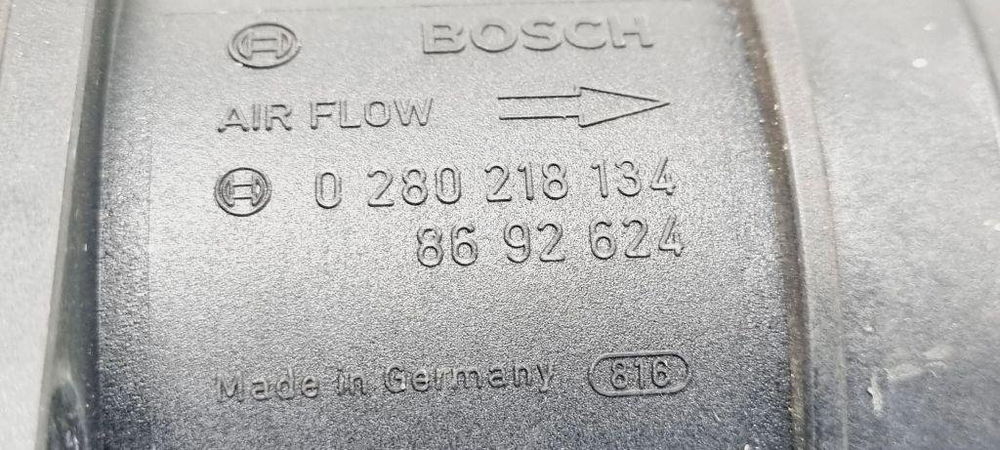 BOSCH
AIR FLOW
0 280 218 134
86 92 624
Made in Germany 816